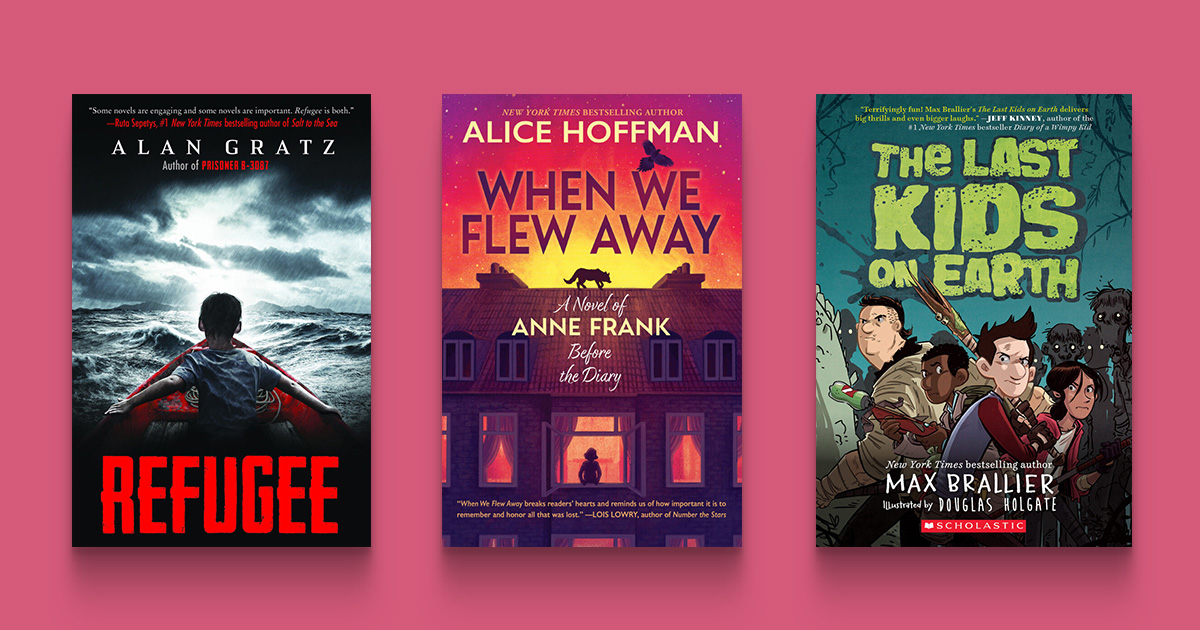 “Some novels are engaging and some novels are important. Refugee is both.”
—Ruta Sepetys, #1 New York Times bestselling author of Salt to the Sea
ALAN GRATZ
Author of PRISONER B-3087
REFUGEE
NEW YORK TIMES BESTSELLING AUTHOR
ALICE HOFFMAN
WHEN WE
FLEW AWAY
A Novel of
ANNE FRANK
Before
the Diary
“When We Flew Away breaks readers’ hearts and reminds us of how important it is to
remember and honor all that was lost.” —LOIS LOWRY, author of Number the Stars
“Terrifyingly fun! Max Brallier’s The Last Kids on Earth delivers
big thrills and even bigger laughs.” —JEFF KINNEY, author of the
#1 New York Times bestseller Diary of a Wimpy Kid
THE LAST
KIDS
ON EARTH
New York Times bestselling author
MAX BRALLIER
Illustrated by DOUGLAS HOLGATE
SCHOLASTIC